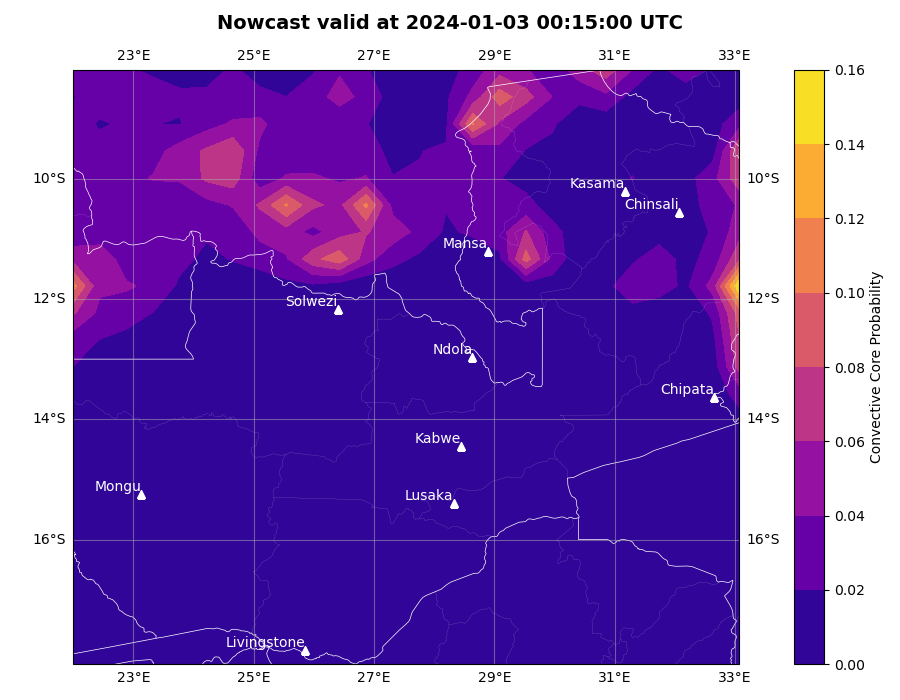 Nowcast valid at 2024-01-03 00:15:00 UTC
23°E 25°E 27°E 29°E 31°E 33°E
0.16
0.14
0.12
0.10
0.08
0.06
0.04
0.02
0.00
Convective Core Probability
10°S 10°S
12°S 12°S
14°S 14°S
16°S 16°S
Kasama
Chinsali
Mansa
Solwezi
Ndola
Chipata
Kabwe
Mongu
Lusaka
Livingstone
23°E 25°E 27°E 29°E 31°E 33°E